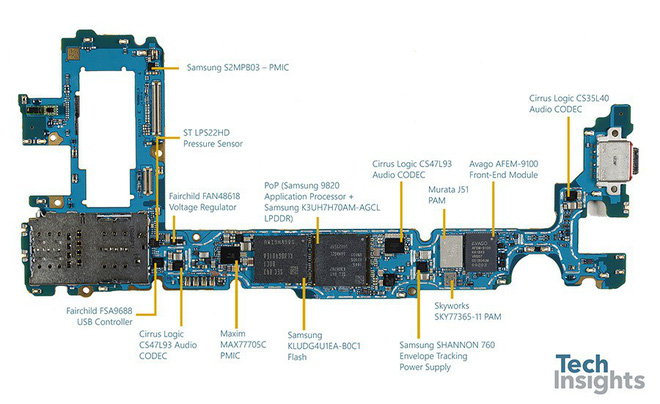 Samsung S2MPB03 – PMIC
ST LPS22HD
Pressure Sensor
Fairchild FAN48618
Voltage Regulator
PoP (Samsung 9820
Application Processor +
Samsung K3UH7H70AM-AGCL
LPDDR)
Cirrus Logic CS47L93
Audio CODEC
Murata J51
PAM
Avago AFEM-9100
Front-End Module
Cirrus Logic CS35L40
Audio CODEC
Fairchild FSA9688
USB Controller
Cirrus Logic
CS47L93 Audio
CODEC
Maxim
MAX77705C
PMIC
Samsung
KLUDG4U1EA-B0C1
Flash
Samsung SHANNON 760
Envelope Tracking
Power Supply
Skyworks
SKY77365-11 PAM
AVAGO
Tech
Insights